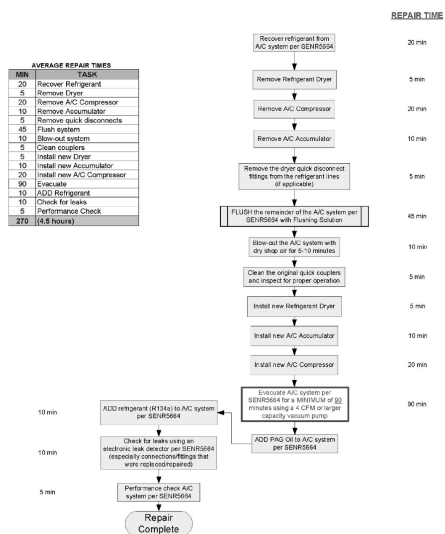 REPAIR TIME
Recover refrigerant from
A/C system per SENR5664
20 min
AVERAGE REPAIR TIMES
MIN TASK
20 Recover Refrigerant
5 Remove Dryer
20 Remove A/C Compressor
10 Remove Accumulator
5 Remove quick disconnects
45 Flush system
10 Blow-out system
5 Clean couplers
5 Install new Dryer
10 Install new Accumulator
20 Install new A/C Compressor
90 Evacuate
10 ADD Refrigerant
10 Check for leaks
5 Performance Check
270 (4.5 hours)
Remove Refrigerant Dryer
5 min
Remove A/C Compressor
20 min
Remove A/C Accumulator
10 min
Remove the dryer quick disconnect
fittings from the refrigerant lines
(if applicable)
5 min
FLUSH the remainder of the A/C system per
SENR5664 with Flushing Solution
45 min
Blow-out the A/C system with
dry shop air for 5-10 minutes
10 min
Clean the original quick couplers
and inspect for proper operation
5 min
Install new Refrigerant Dryer
5 min
Install new A/C Accumulator
10 min
Install new A/C Compressor
20 min
Evacuate A/C system per
SENR5664 for a MINIMUM of 90
minutes using a 4 CFM or larger
capacity vacuum pump
90 min
ADD PAG Oil to A/C system
per SENR5664
10 min
ADD refrigerant (R134a) to A/C system
per SENR5664
10 min
Check for leaks using an
electronic leak detector per SENR5664
(especially connections/fittings that
were replaced/repaired)
5 min
Performance check A/C
system per SENR5664
Repair
Complete